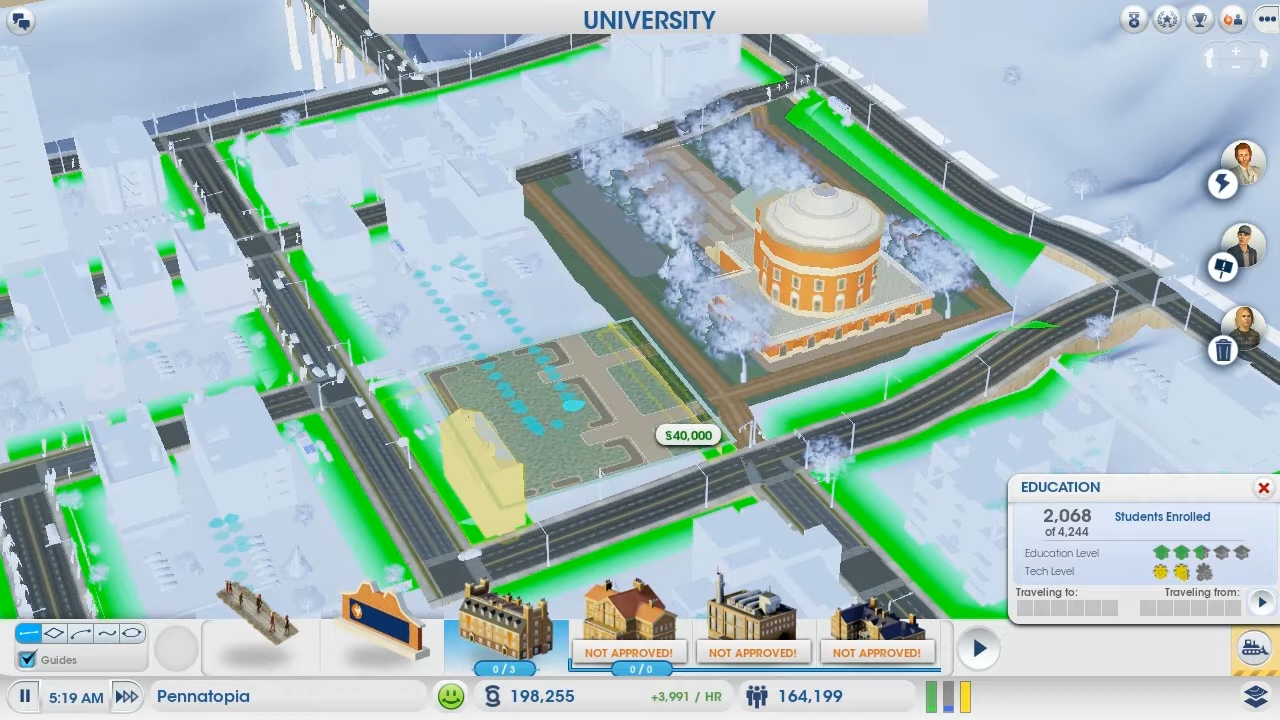 UNIVERSITY
§40,000
EDUCATION
2,068
of 4,244
Students Enrolled
Education Level
Tech Level
Traveling to:
Traveling from:
NOT APPROVED!
NOT APPROVED!
NOT APPROVED!
0 / 3
0 / 0
Guides
5:19 AM
Pennatopia
198,255
+3,991 / HR
164,199